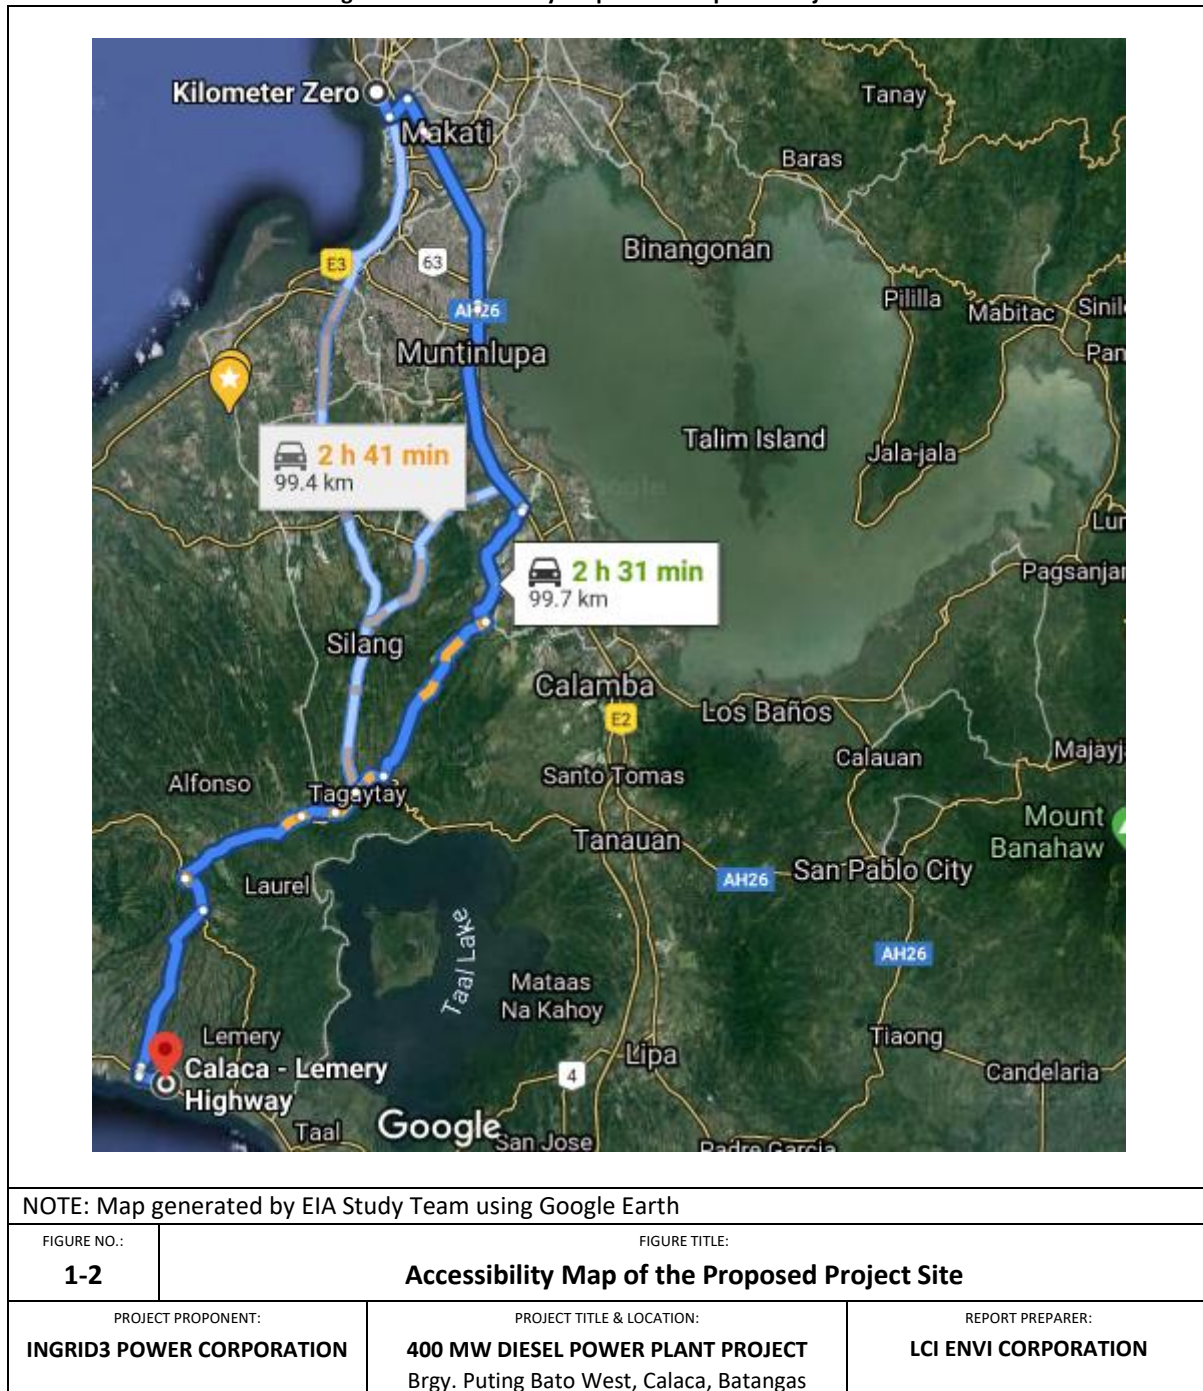 Kilometer Zero
Makati
Tanay
Baras
E3
63
Binangonan
AH26
Pililla
Mabitac
Muntinlupa
Talim Island
Jala-jala
2 h 41 min
99.4 km
2 h 31 min
99.7 km
Silang
Calamba
E2
Los Baños
Calauan
Alfonso
Tagaytay
Santo Tomas
Tanauan
Mount
Banahaw
AH26
San Pablo City
Laurel
Taal Lake
AH26
Mataas
Na Kahoy
Lemery
Tiaong
Lipa
Calaca - Lemery
Highway
4
Candelaria
Taal
Google
San Jose
NOTE: Map generated by EIA Study Team using Google Earth
FIGURE NO.:
1-2
FIGURE TITLE:
Accessibility Map of the Proposed Project Site
PROJECT PROPONENT:
INGRID3 POWER CORPORATION
PROJECT TITLE & LOCATION:
400 MW DIESEL POWER PLANT PROJECT
Brgy. Puting Bato West, Calaca, Batangas
REPORT PREPARER:
LCI ENVI CORPORATION